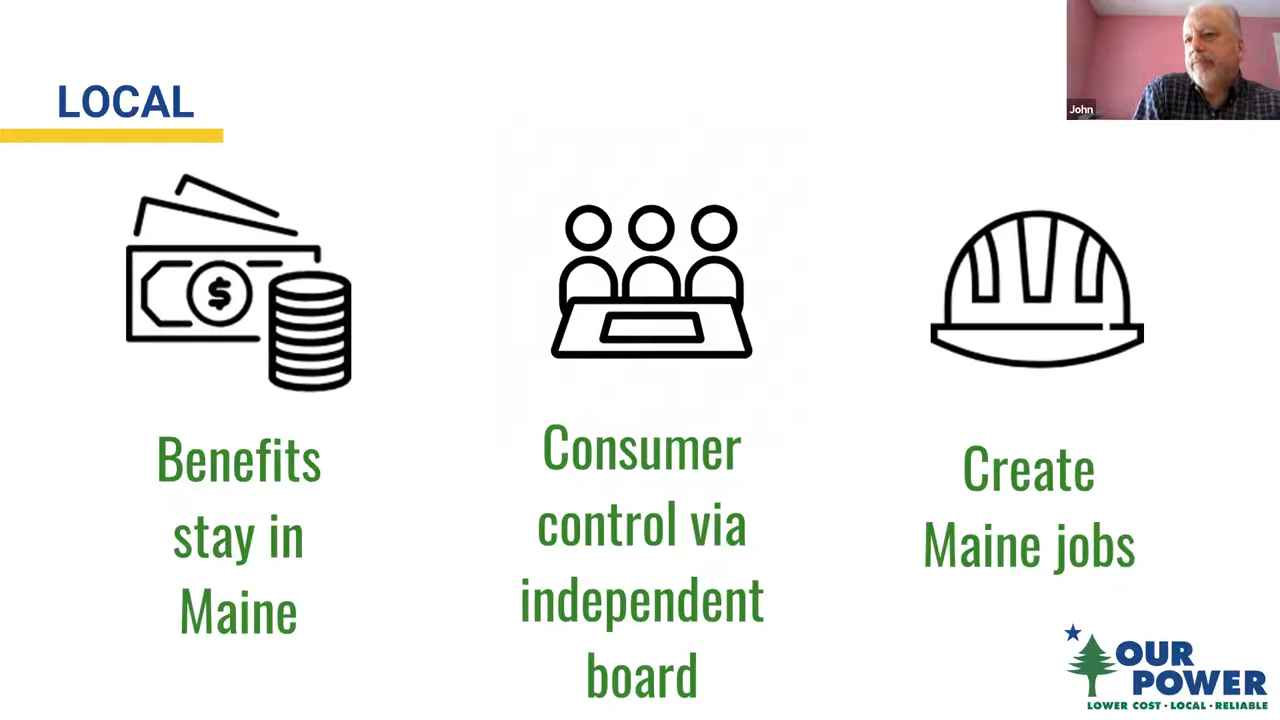 LOCAL
John
$
Benefits
stay in
Maine
Consumer
control via
independent
board
Create
Maine jobs
OUR
POWER
LOWER COST · LOCAL · RELIABLE